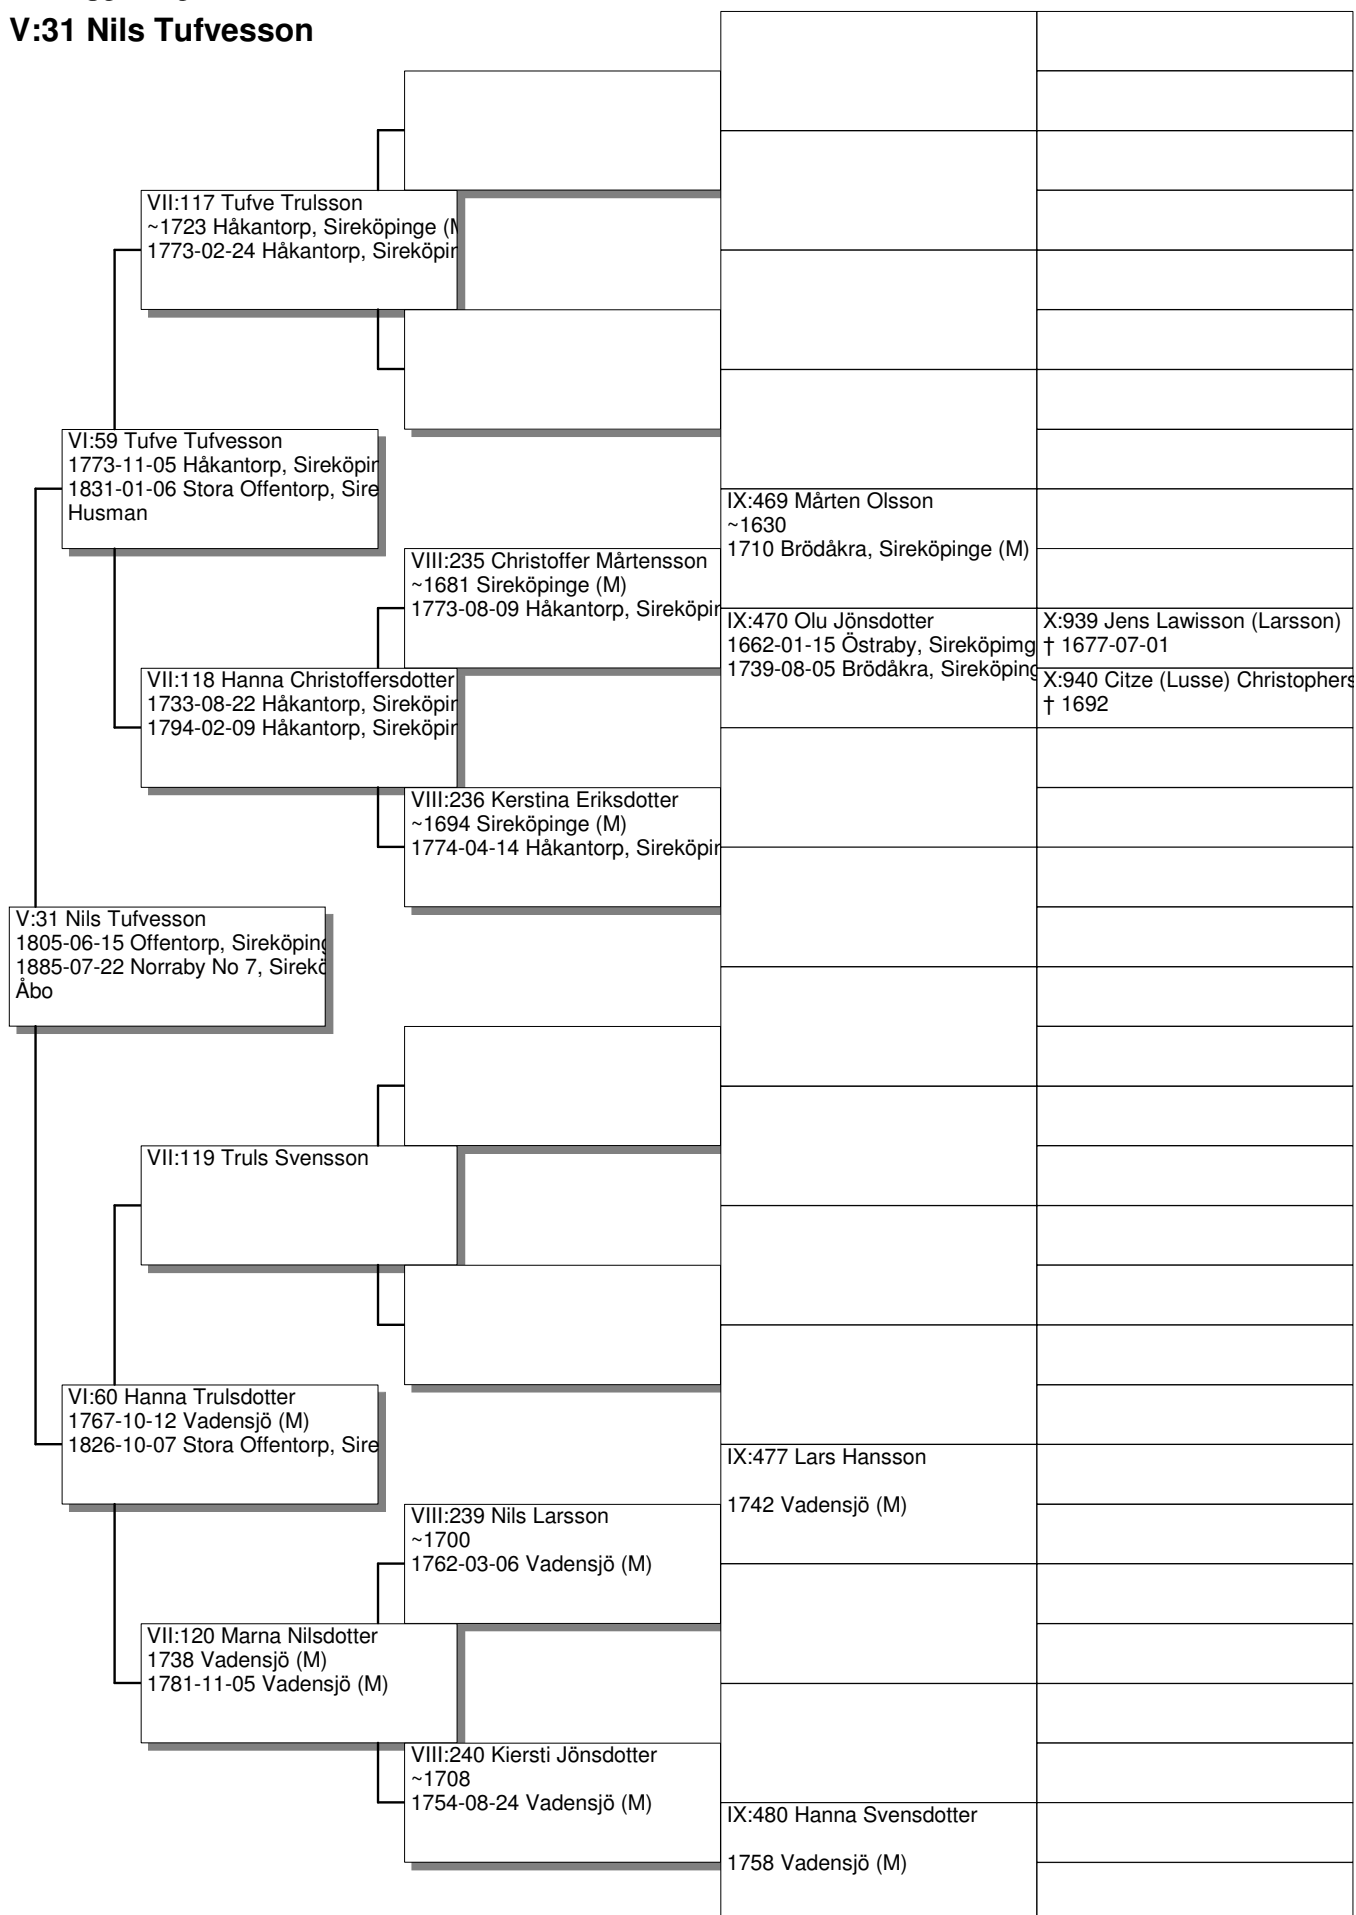 V:31 Nils Tufvesson
VII:117 Tufve Trulsson
~1723 Håkantorp, Sireköpinge (
1773-02-24 Håkantorp, Sireköpin
VI:59 Tufve Tufvesson
1773-11-05 Håkantorp, Sireköpin
1831-01-06 Stora Offentorp, Sire
Husman
IX:469 Mårten Olsson
~1630
1710 Brödåkra, Sireköpinge (M)
VIII:235 Christoffer Mårtensson
~1681 Sireköpinge (M)
1773-08-09 Håkantorp, Sireköpin
IX:470 Olu Jönsdotter
1662-01-15 Östraby, Sireköpimg
1739-08-05 Brödåkra, Sireköping
X:939 Jens Lawisson (Larsson)
† 1677-07-01
X:940 Citze (Lusse) Christophers
† 1692
VII:118 Hanna Christoffersdotter
1733-08-22 Håkantorp, Sireköpin
1794-02-09 Håkantorp, Sireköpin
VIII:236 Kerstina Eriksdotter
~1694 Sireköpinge (M)
1774-04-14 Håkantorp, Sireköpin
V:31 Nils Tufvesson
1805-06-15 Offentorp, Sireköping
1885-07-22 Norraby No 7, Sirekö
Åbo
VII:119 Truls Svensson
VI:60 Hanna Trulsdotter
1767-10-12 Vadensjö (M)
1826-10-07 Stora Offentorp, Sire
IX:477 Lars Hansson
1742 Vadensjö (M)
VIII:239 Nils Larsson
~1700
1762-03-06 Vadensjö (M)
VII:120 Marna Nilsdotter
1738 Vadensjö (M)
1781-11-05 Vadensjö (M)
VIII:240 Kiersti Jönsdotter
~1708
1754-08-24 Vadensjö (M)
IX:480 Hanna Svensdotter
1758 Vadensjö (M)